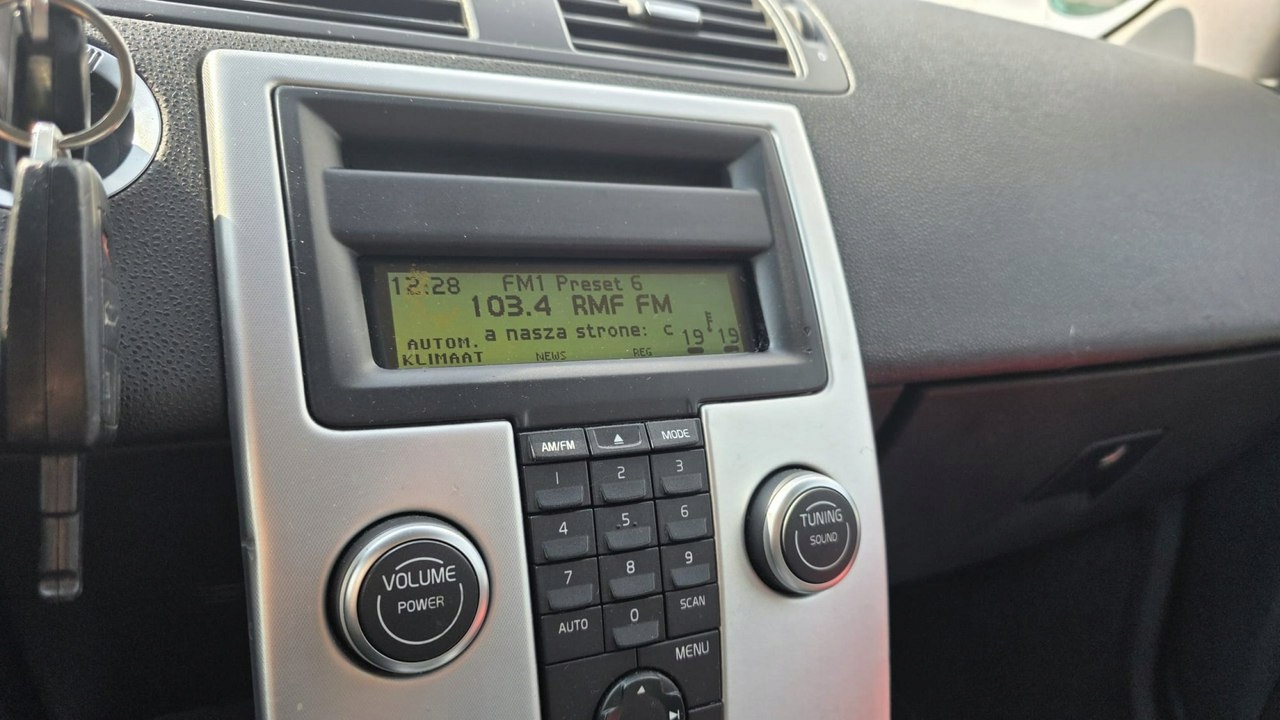 12:28 FM1 Preset 6
103.4 RMF FM
a nasza strone: c
AUTOM. 19 19
KLIMAAT NEWS REG
AM/FM MODE
1 2 3
4 5 6
7 8 9
AUTO 0 SCAN
MENU
VOLUME
POWER
TUNING
SOUND